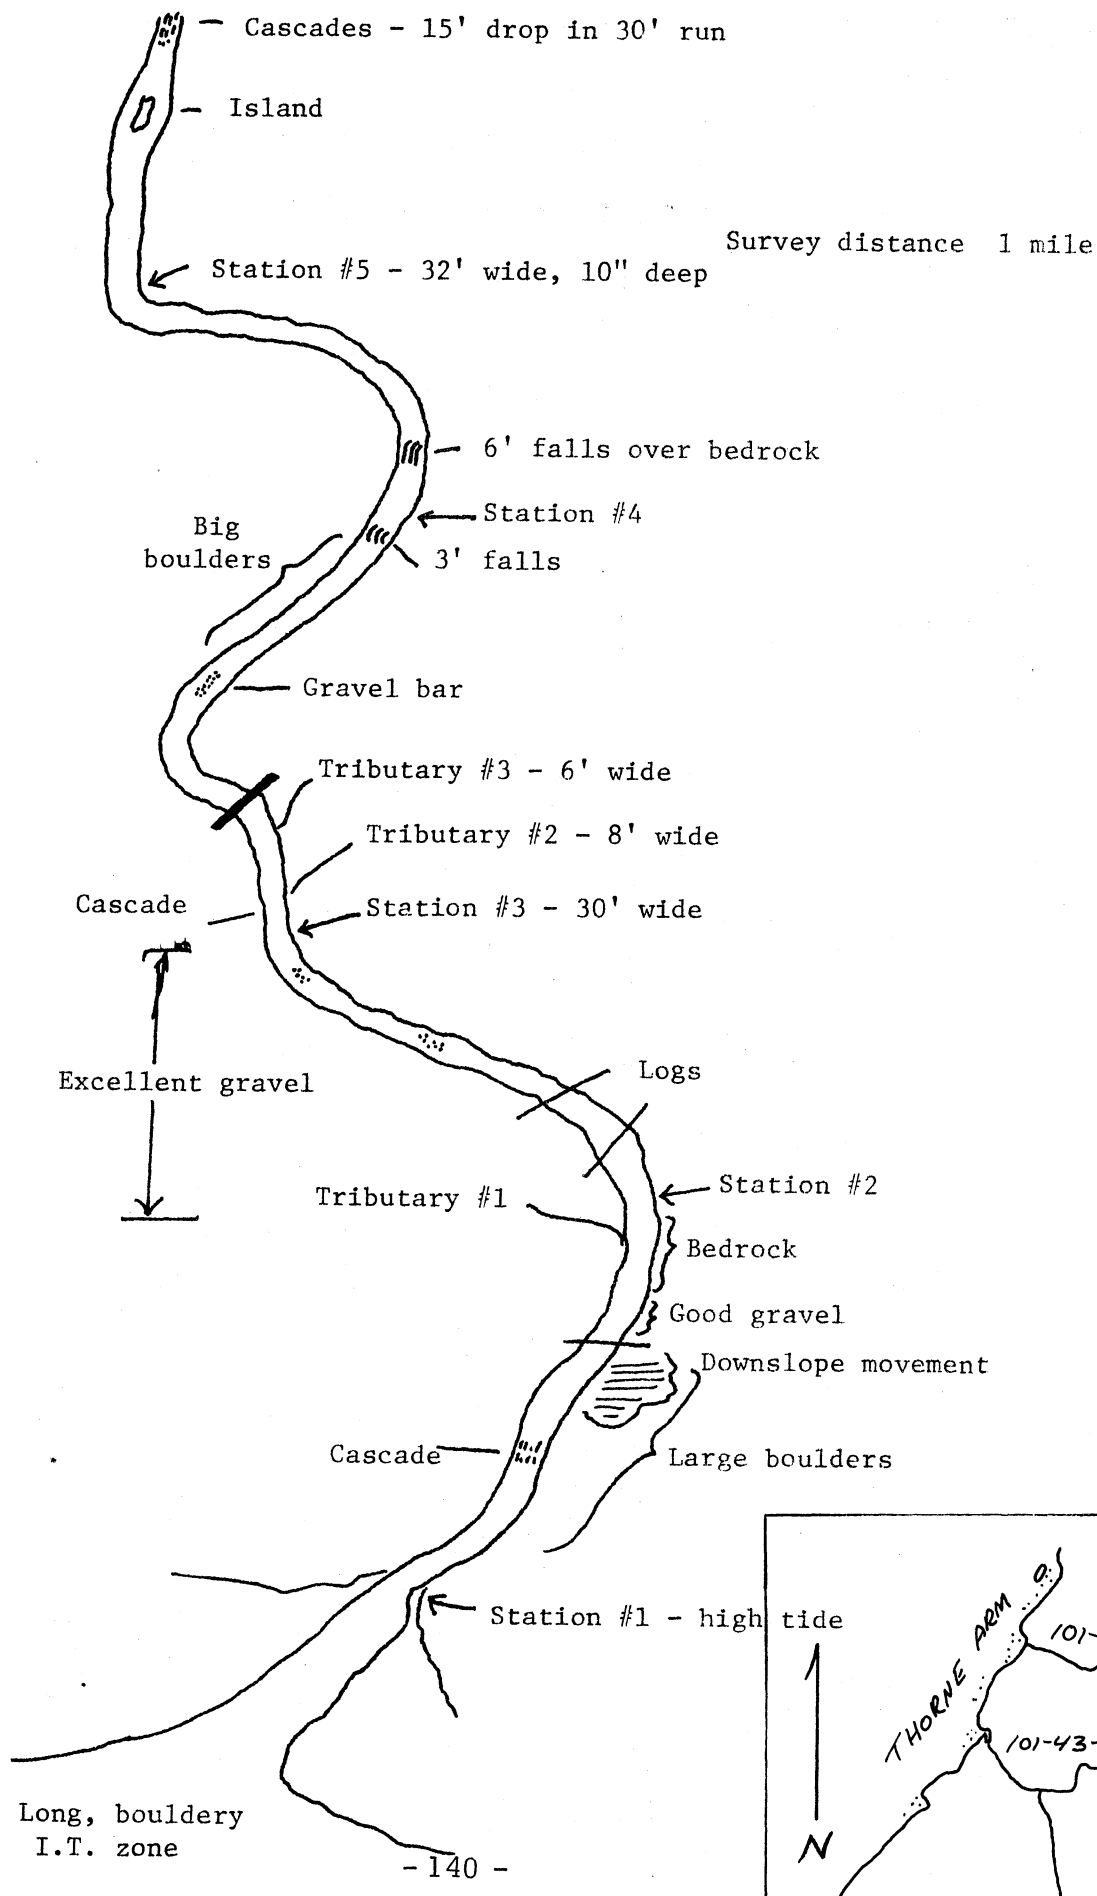 Cascades - 15' drop in 30' run
Island
Survey distance 1 mile
Station #5 - 32' wide, 10" deep
6' falls over bedrock
Station #4
Big
boulders
3' falls
Gravel bar
Tributary #3 - 6' wide
Tributary #2 - 8' wide
Cascade
Station #3 - 30' wide
Logs
Excellent gravel
Station #2
Tributary #1
Bedrock
Good gravel
Downslope movement
Cascade
Large boulders
Station #1 - high tide
THORNE ARM
101-
101-43-
N
Long, bouldery
I.T. zone
-140-